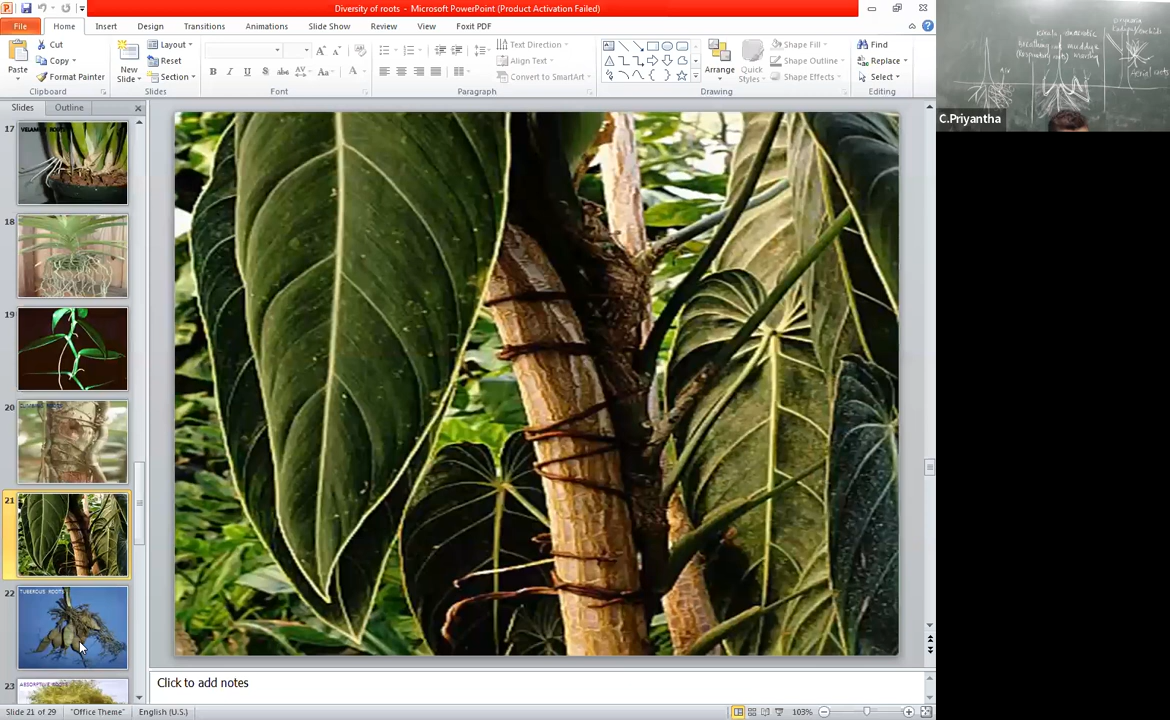 Diversity of roots - Microsoft PowerPoint (Product Activation Failed)
File Home Insert Design Transitions Animations Slide Show Review View Foxit PDF
Paste
Cut
Copy
Format Painter
Clipboard
New Slide
Layout
Reset
Section
Slides
Font
Text Direction
Align Text
Convert to SmartArt
Paragraph
Arrange
Quick Styles
Shape Fill
Shape Outline
Shape Effects
Drawing
Find
Replace
Select
Editing
C.Priyantha
Slides Outline
17
18
19
20
21
22
TUBEROUS ROOTS
23
ABSORPTIVE ROOTS
Click to add notes
Slide 21 of 29 "Office Theme" English (U.S.) 103%